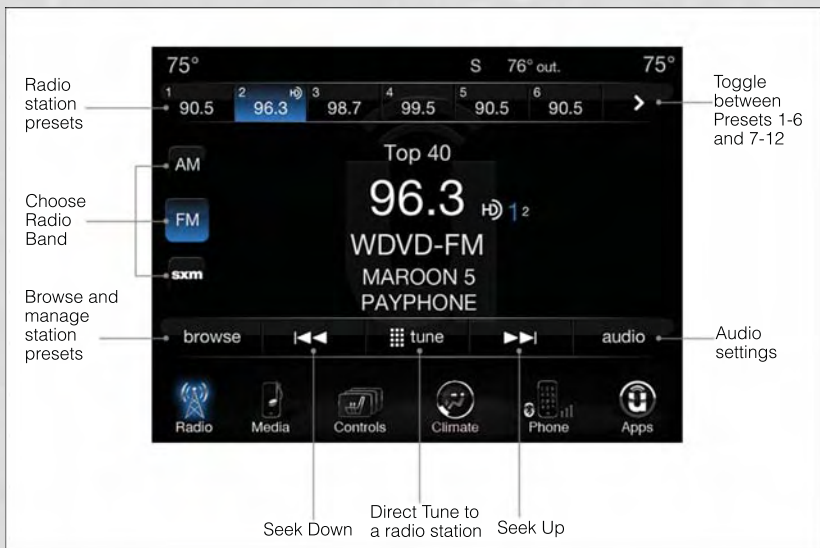 75° S 76° out. 75°
1 2 HD 3 4 5 6
90.5 96.3 98.7 99.5 90.5 90.5
Radio
station
presets
Toggle
between
Presets 1-6
and 7-12
AM
FM
sxm
Top 40
96.3 HD 1 2
WDVD-FM
MAROON 5
PAYPHONE
Choose
Radio
Band
Browse and
manage
station
presets
browse tune audio
Audio
settings
Radio Media Controls Climate Phone Apps
Seek Down
Direct Tune to
a radio station
Seek Up